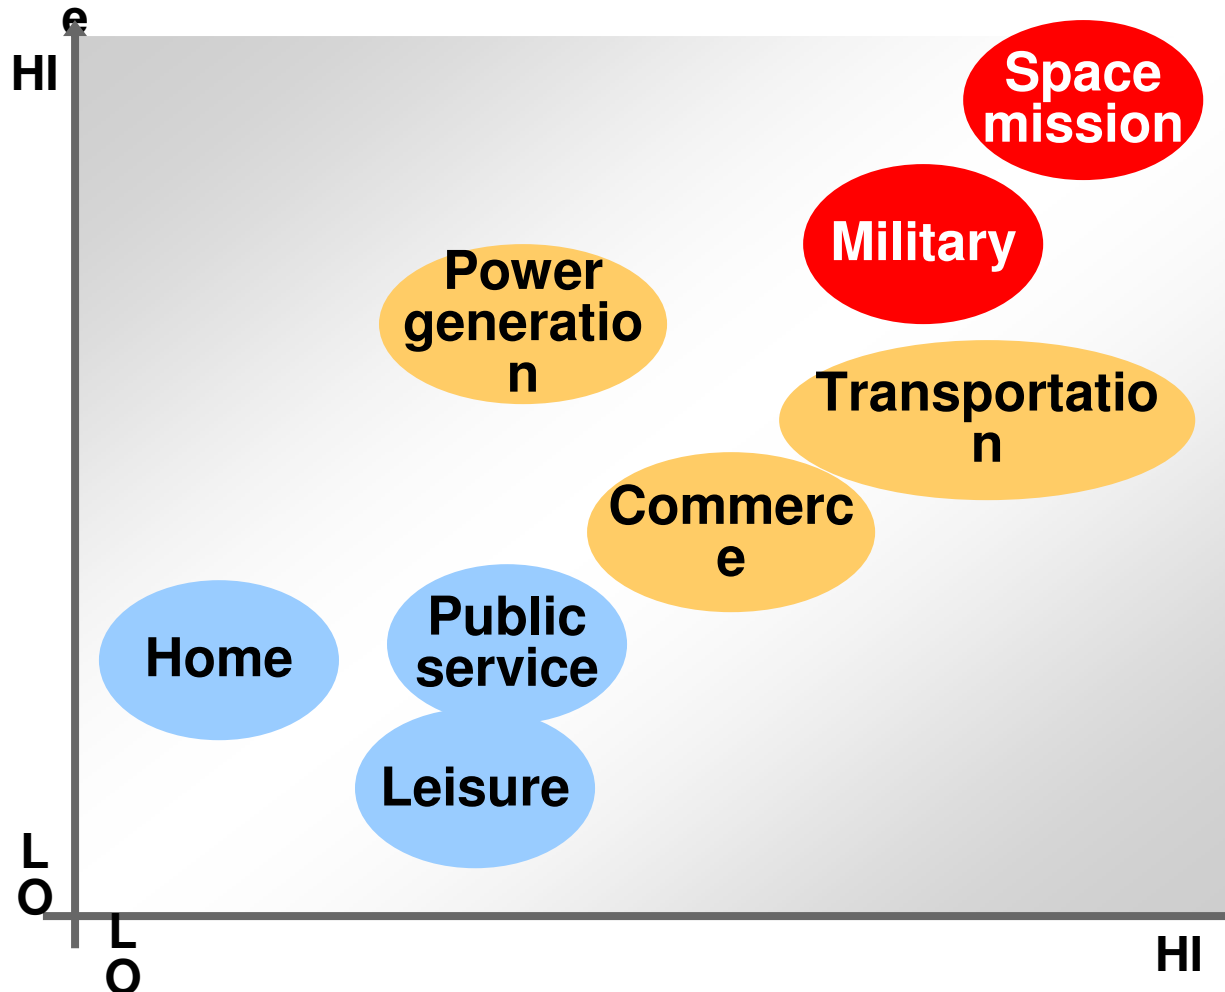 e
HI
Space
mission
Military
Power
generatio
n
Transportatio
n
Commerc
e
Public
service
Home
Leisure
L
O
L
O
HI